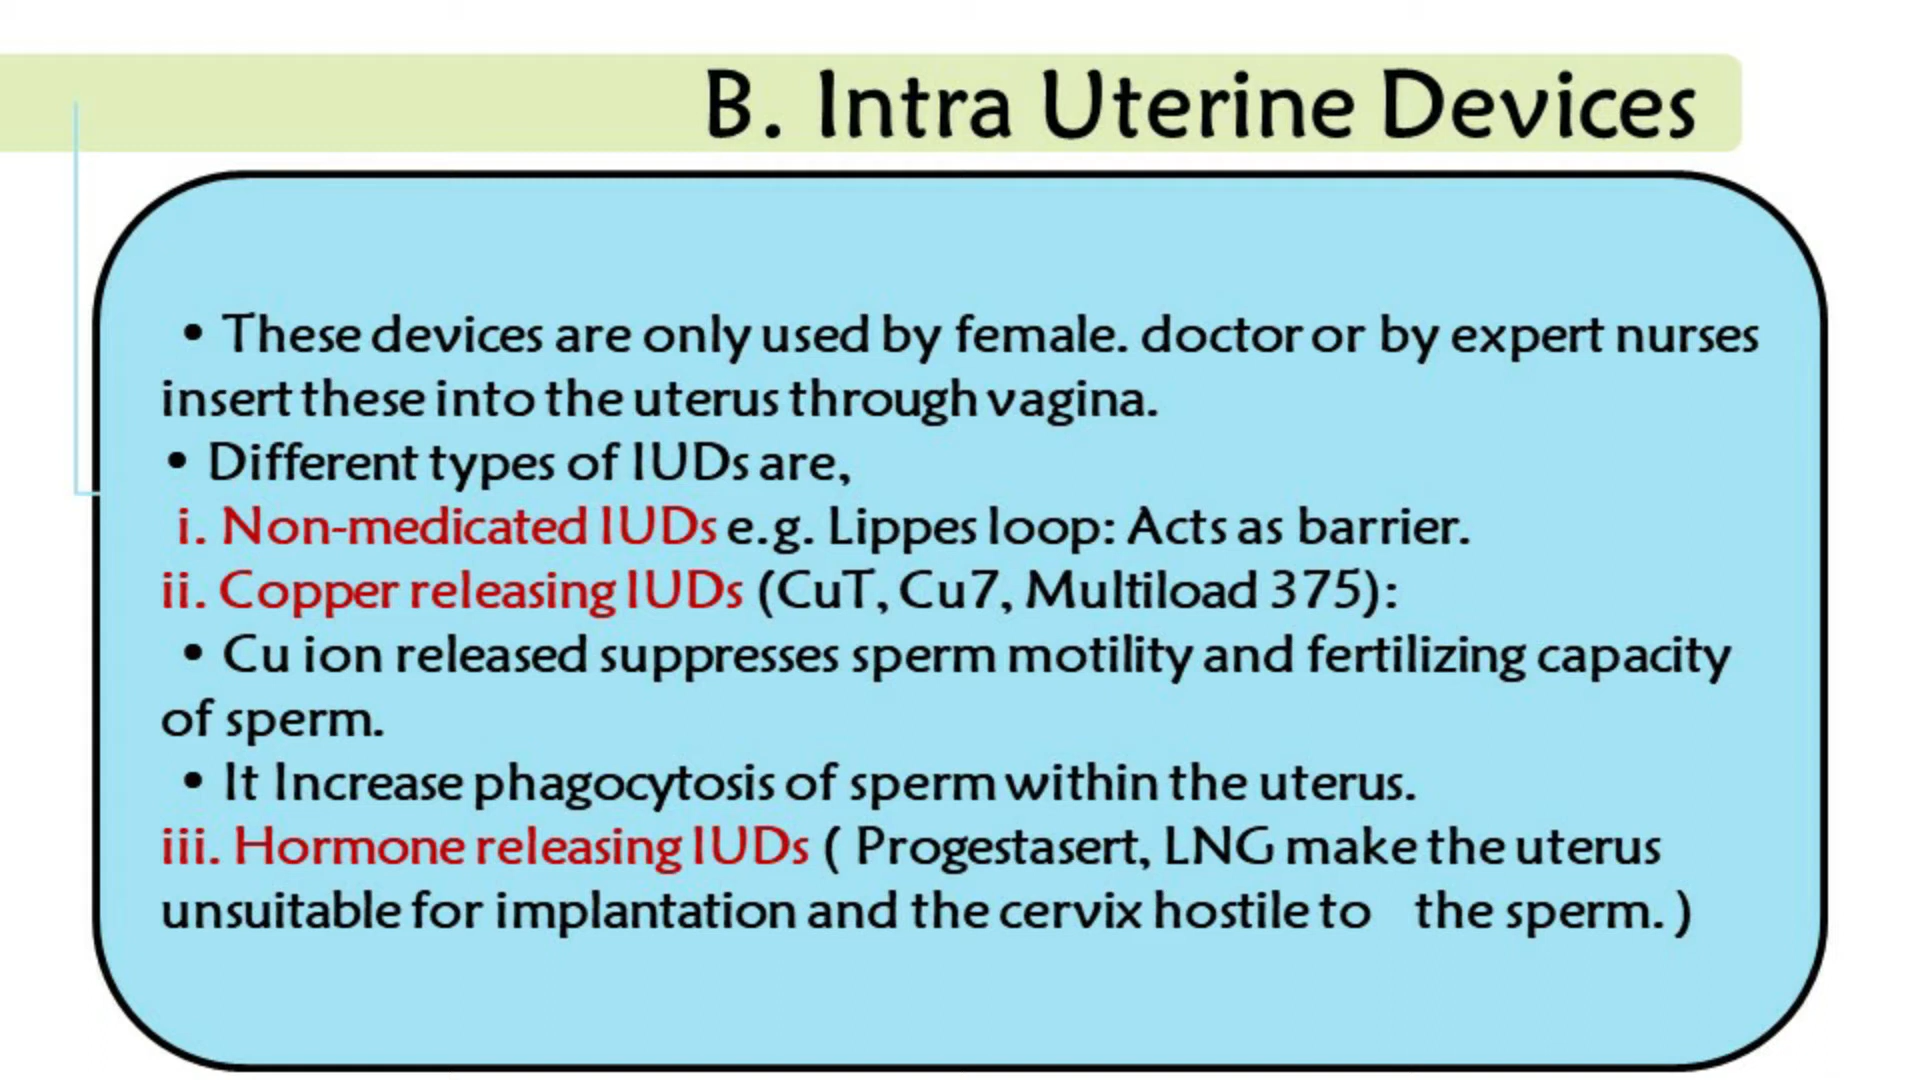 B. Intra Uterine Devices
• These devices are only used by female. doctor or by expert nurses
insert these into the uterus through vagina.
• Different types of IUDs are,
i. Non-medicated IUDs e.g. Lippes loop: Acts as barrier.
ii. Copper releasing IUDs (CuT, Cu7, Multiload 375):
• Cu ion released suppresses sperm motility and fertilizing capacity
of sperm.
• It Increase phagocytosis of sperm within the uterus.
iii. Hormone releasing IUDs ( Progestasert, LNG make the uterus
unsuitable for implantation and the cervix hostile to the sperm. )